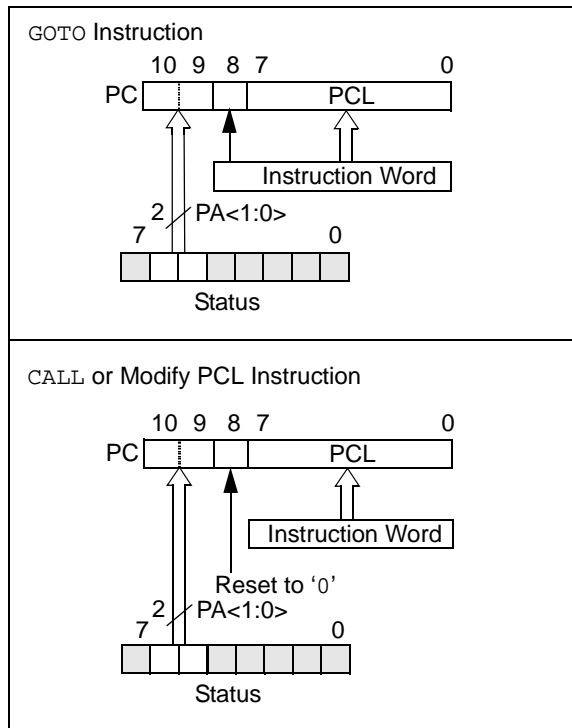 GOTO Instruction
10 9 8 7 0
PC PCL
Instruction Word
2 PA<1:0>
7 0
Status
CALL or Modify PCL Instruction
10 9 8 7 0
PC PCL
Instruction Word
Reset to ‘0’
2 PA<1:0>
7 0
Status